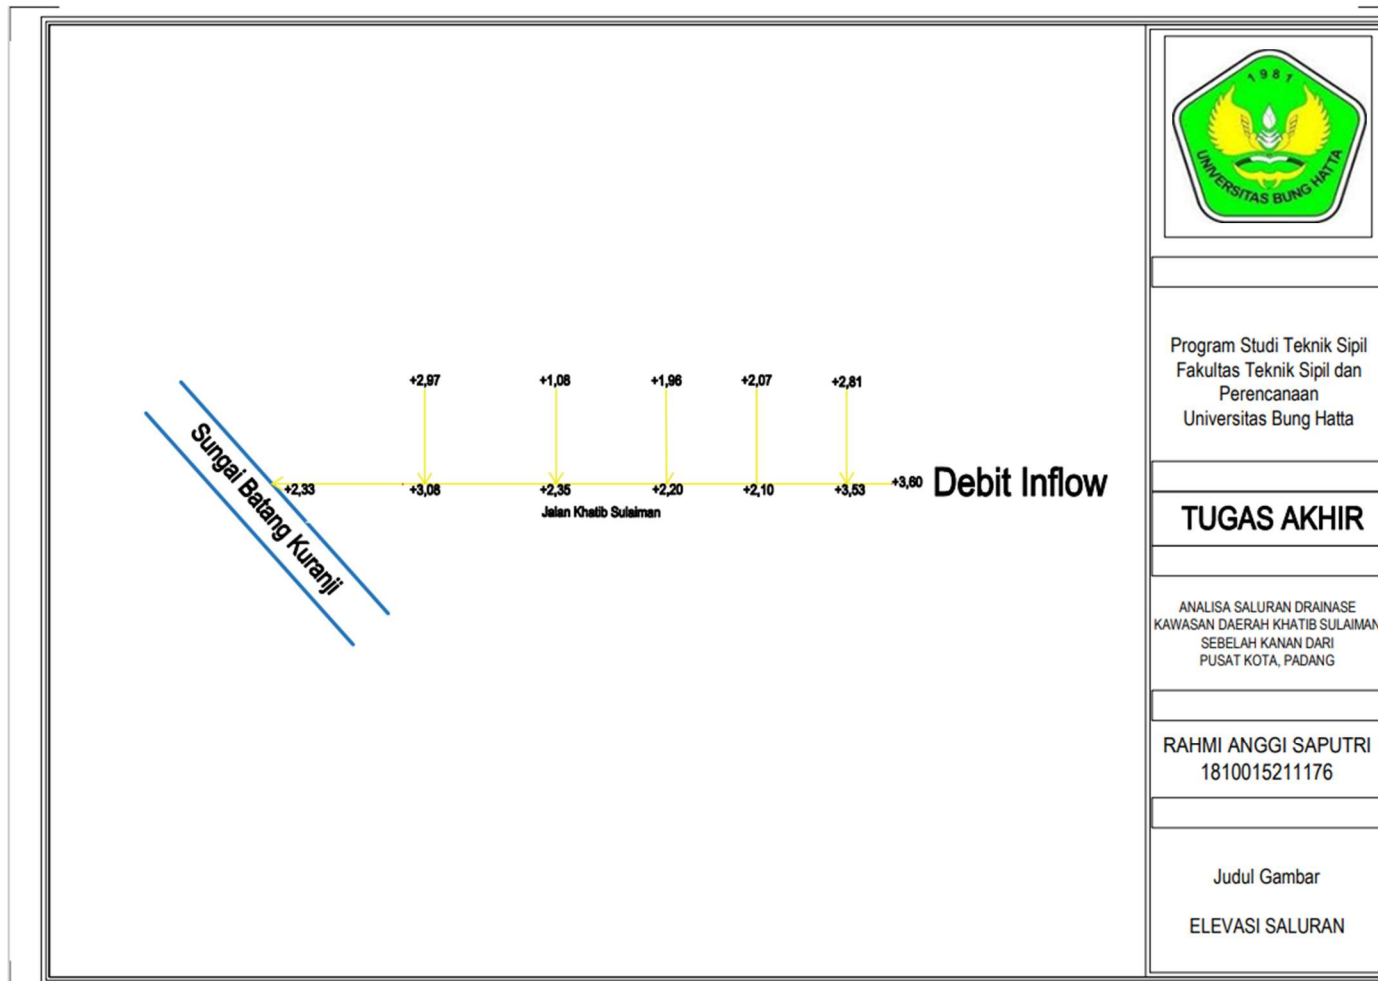 +2,97
+1,08
+1,96
+2,07
+2,81
+2,33
+3,08
+2,35
+2,20
+2,10
+3,53
+3,60
Debit Inflow
Jalan Khatib Sulaiman
Sungai Batang Kuranji
1981
UNIVERSITAS BUNG HATTA
Program Studi Teknik Sipil
Fakultas Teknik Sipil dan
Perencanaan
Universitas Bung Hatta
TUGAS AKHIR
ANALISA SALURAN DRAINASE
KAWASAN DAERAH KHATIB SULAIMAN
SEBELAH KANAN DARI
PUSAT KOTA, PADANG
RAHMI ANGGI SAPUTRI
1810015211176
Judul Gambar
ELEVASI SALURAN